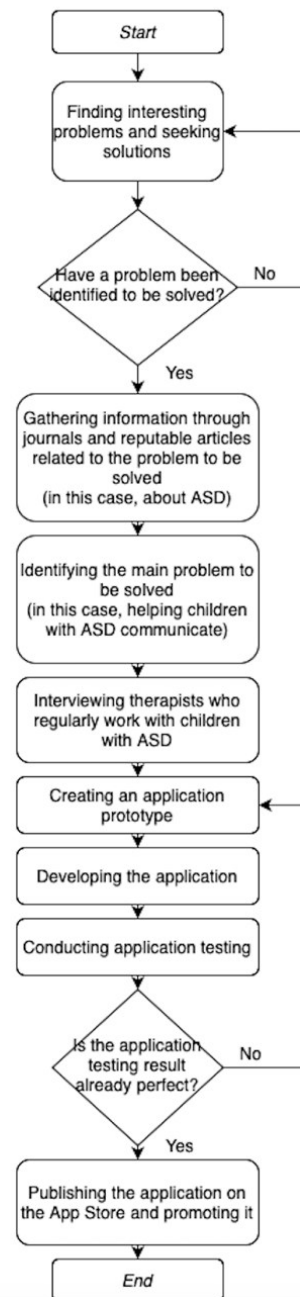 Start
Finding interesting
problems and seeking
solutions
Have a problem been
identified to be solved?
No
Yes
Gathering information through
journals and reputable articles
related to the problem to be
solved
(in this case, about ASD)
Identifying the main problem to
be solved
(in this case, helping children
with ASD communicate)
Interviewing therapists who
regularly work with children
with ASD
Creating an application
prototype
Developing the application
Conducting application testing
Is the application
testing result
already perfect?
No
Yes
Publishing the application on
the App Store and promoting it
End